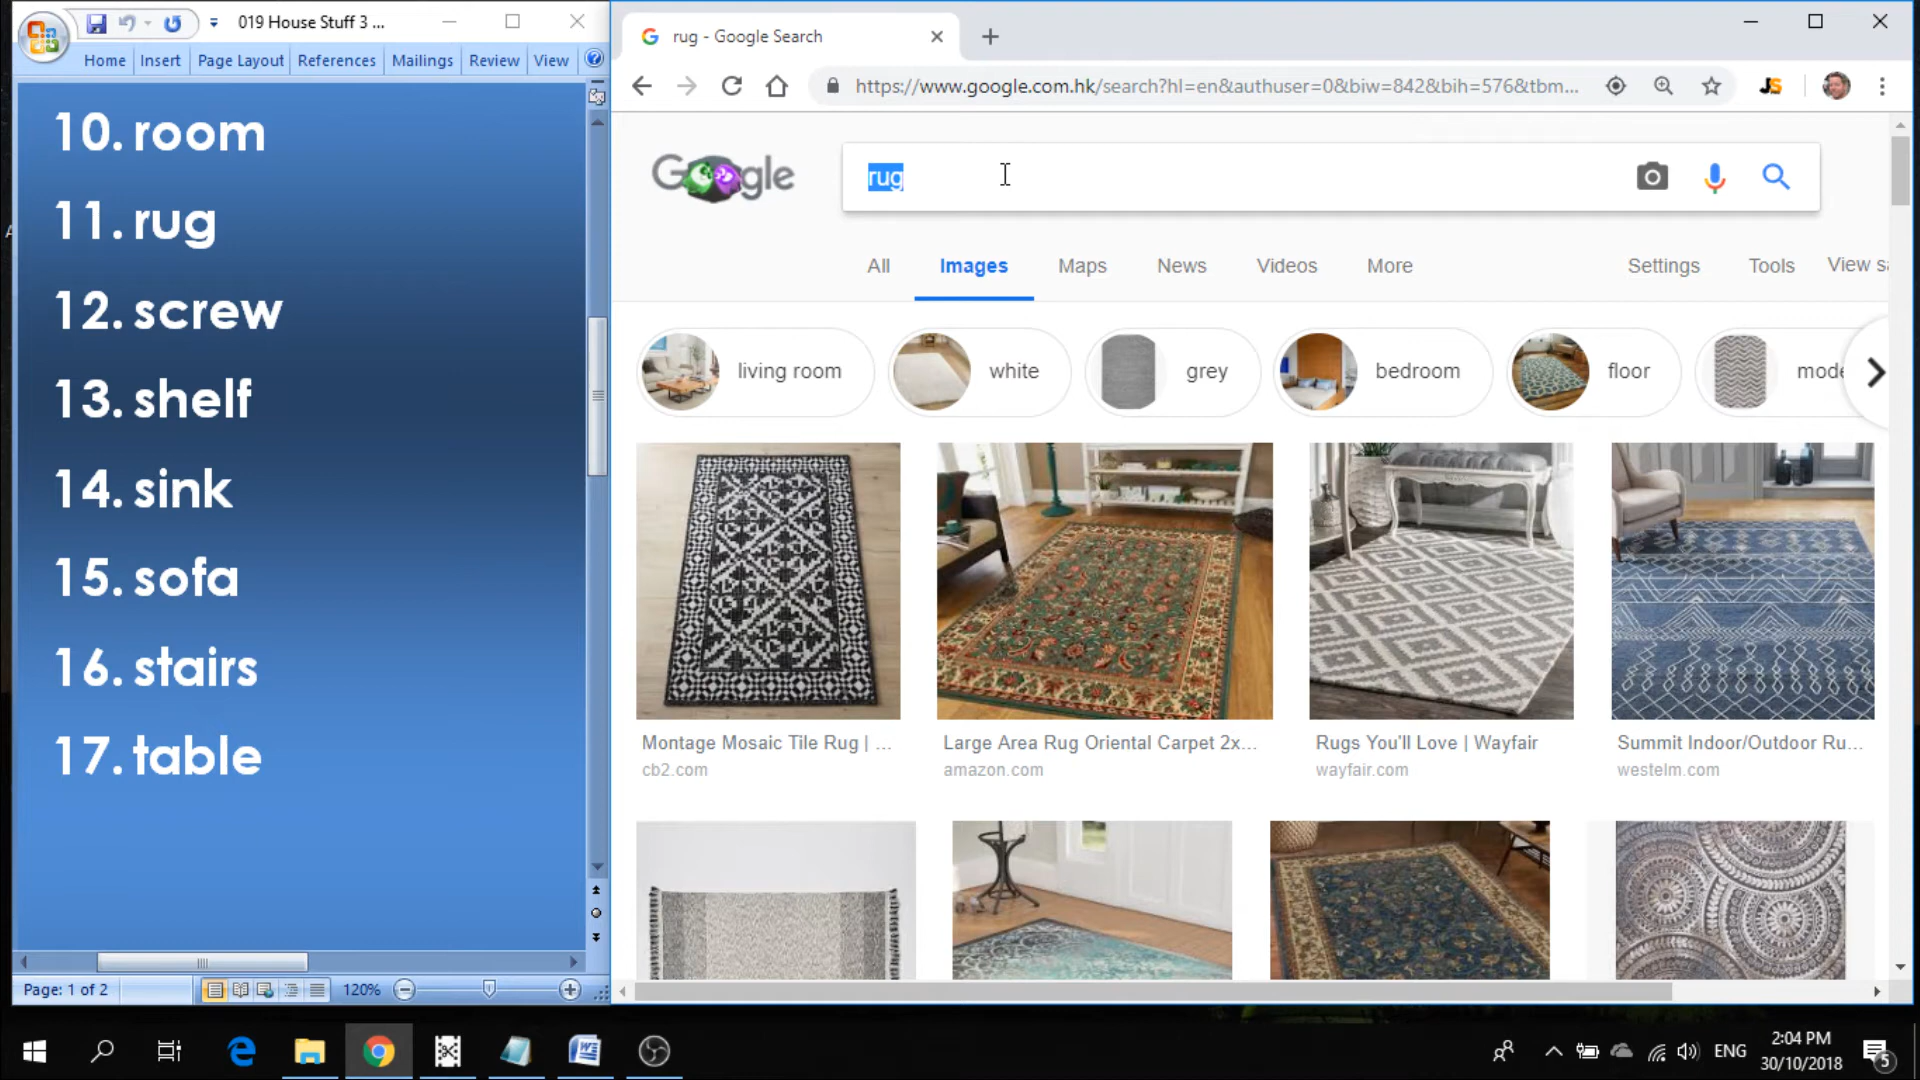 019 House Stuff 3 ...
Home Insert Page Layout References Mailings Review View
10. room
11. rug
12. screw
13. shelf
14. sink
15. sofa
16. stairs
17. table
Page: 1 of 2
120%
rug - Google Search
https://www.google.com.hk/search?hl=en&authuser=0&biw=842&bih=576&tbm...
JS
Google
rug
All Images Maps News Videos More Settings Tools View sa
living room
white
grey
bedroom
floor
mode
Montage Mosaic Tile Rug | ...
cb2.com
Large Area Rug Oriental Carpet 2x...
amazon.com
Rugs You'll Love | Wayfair
wayfair.com
Summit Indoor/Outdoor Ru...
westelm.com
ENG
2:04 PM
30/10/2018
5